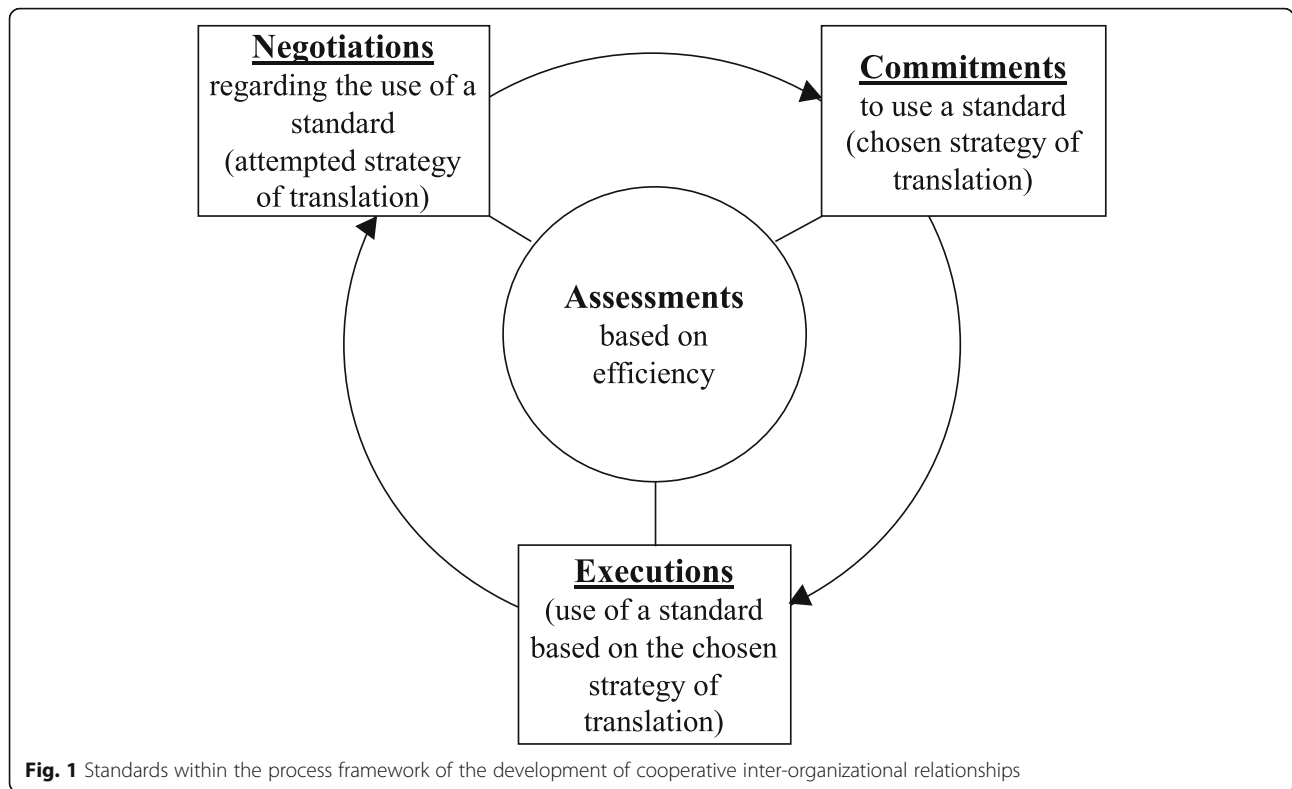 Negotiations
regarding the use of a
standard
(attempted strategy
of translation)
Commitments
to use a standard
(chosen strategy of
translation)
Assessments
based on
efficiency
Executions
(use of a standard
based on the chosen
strategy of
translation)
Fig. 1 Standards within the process framework of the development of cooperative inter-organizational relationships